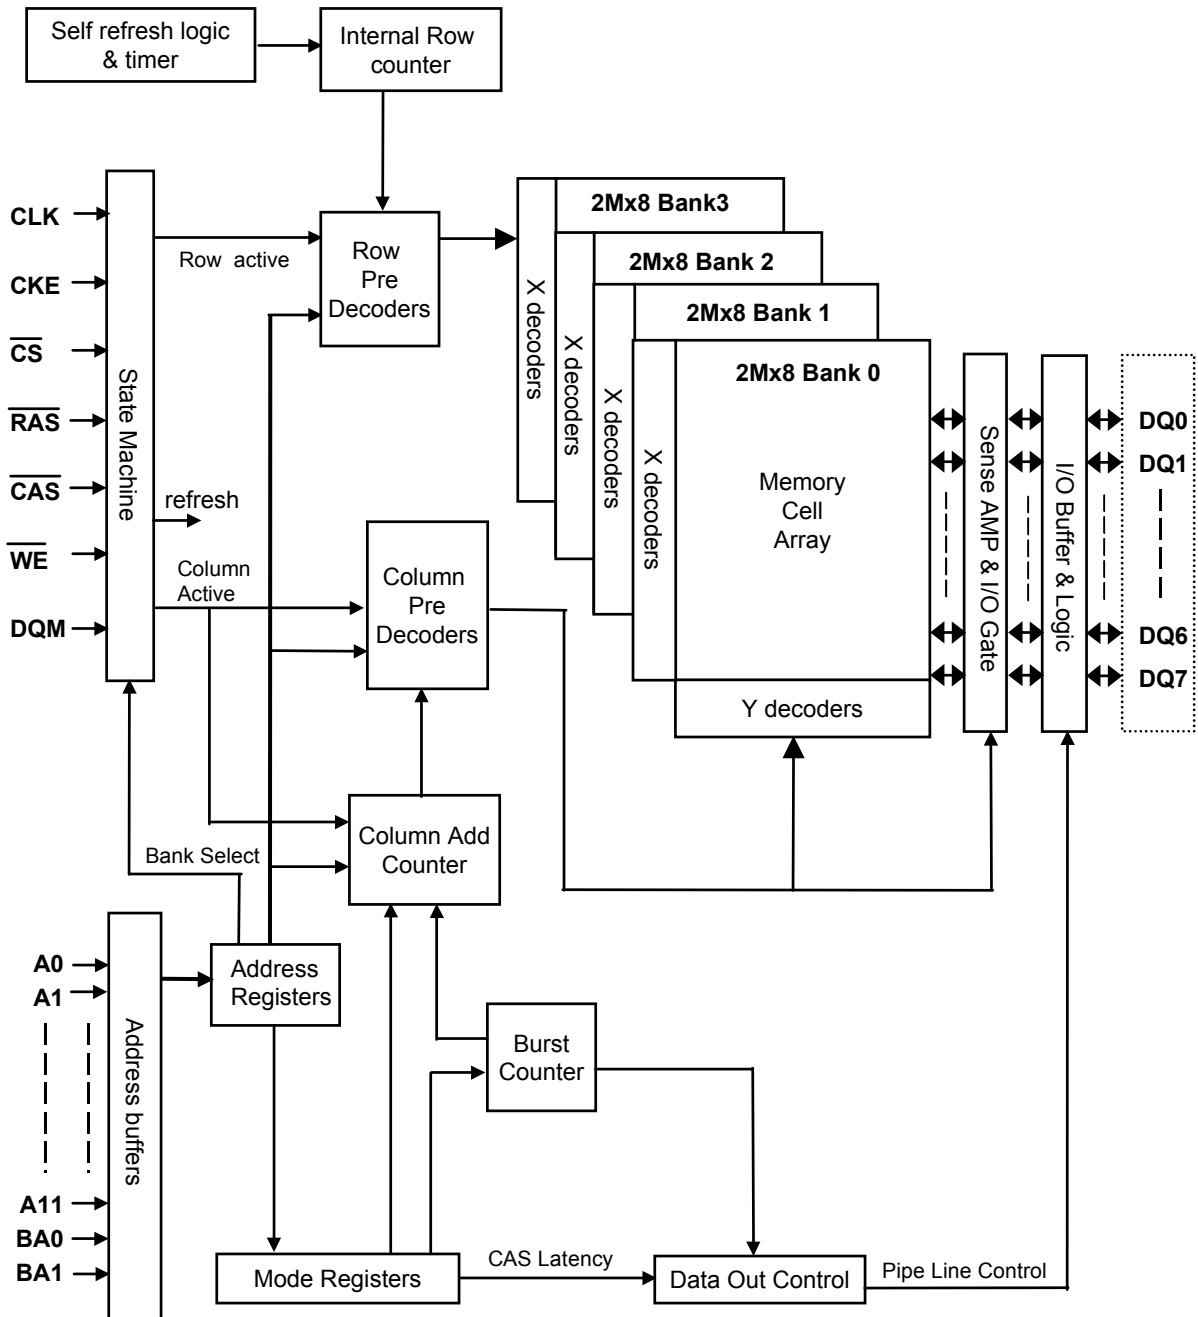 Self refresh logic
& timer
Internal Row
counter
CLK
CKE
CS
RAS
CAS
WE
DQM
State Machine
Row active
refresh
Column
Active
Row
Pre
Decoders
Column
Pre
Decoders
2Mx8 Bank3
2Mx8 Bank 2
2Mx8 Bank 1
2Mx8 Bank 0
X decoders
X decoders
X decoders
X decoders
Memory
Cell
Array
Y decoders
Sense AMP & I/O Gate
I/O Buffer & Logic
DQ0
DQ1
DQ6
DQ7
Bank Select
Column Add
Counter
A0
A1
A11
BA0
BA1
Address buffers
Address
Registers
Burst
Counter
Mode Registers
CAS Latency
Data Out Control
Pipe Line Control